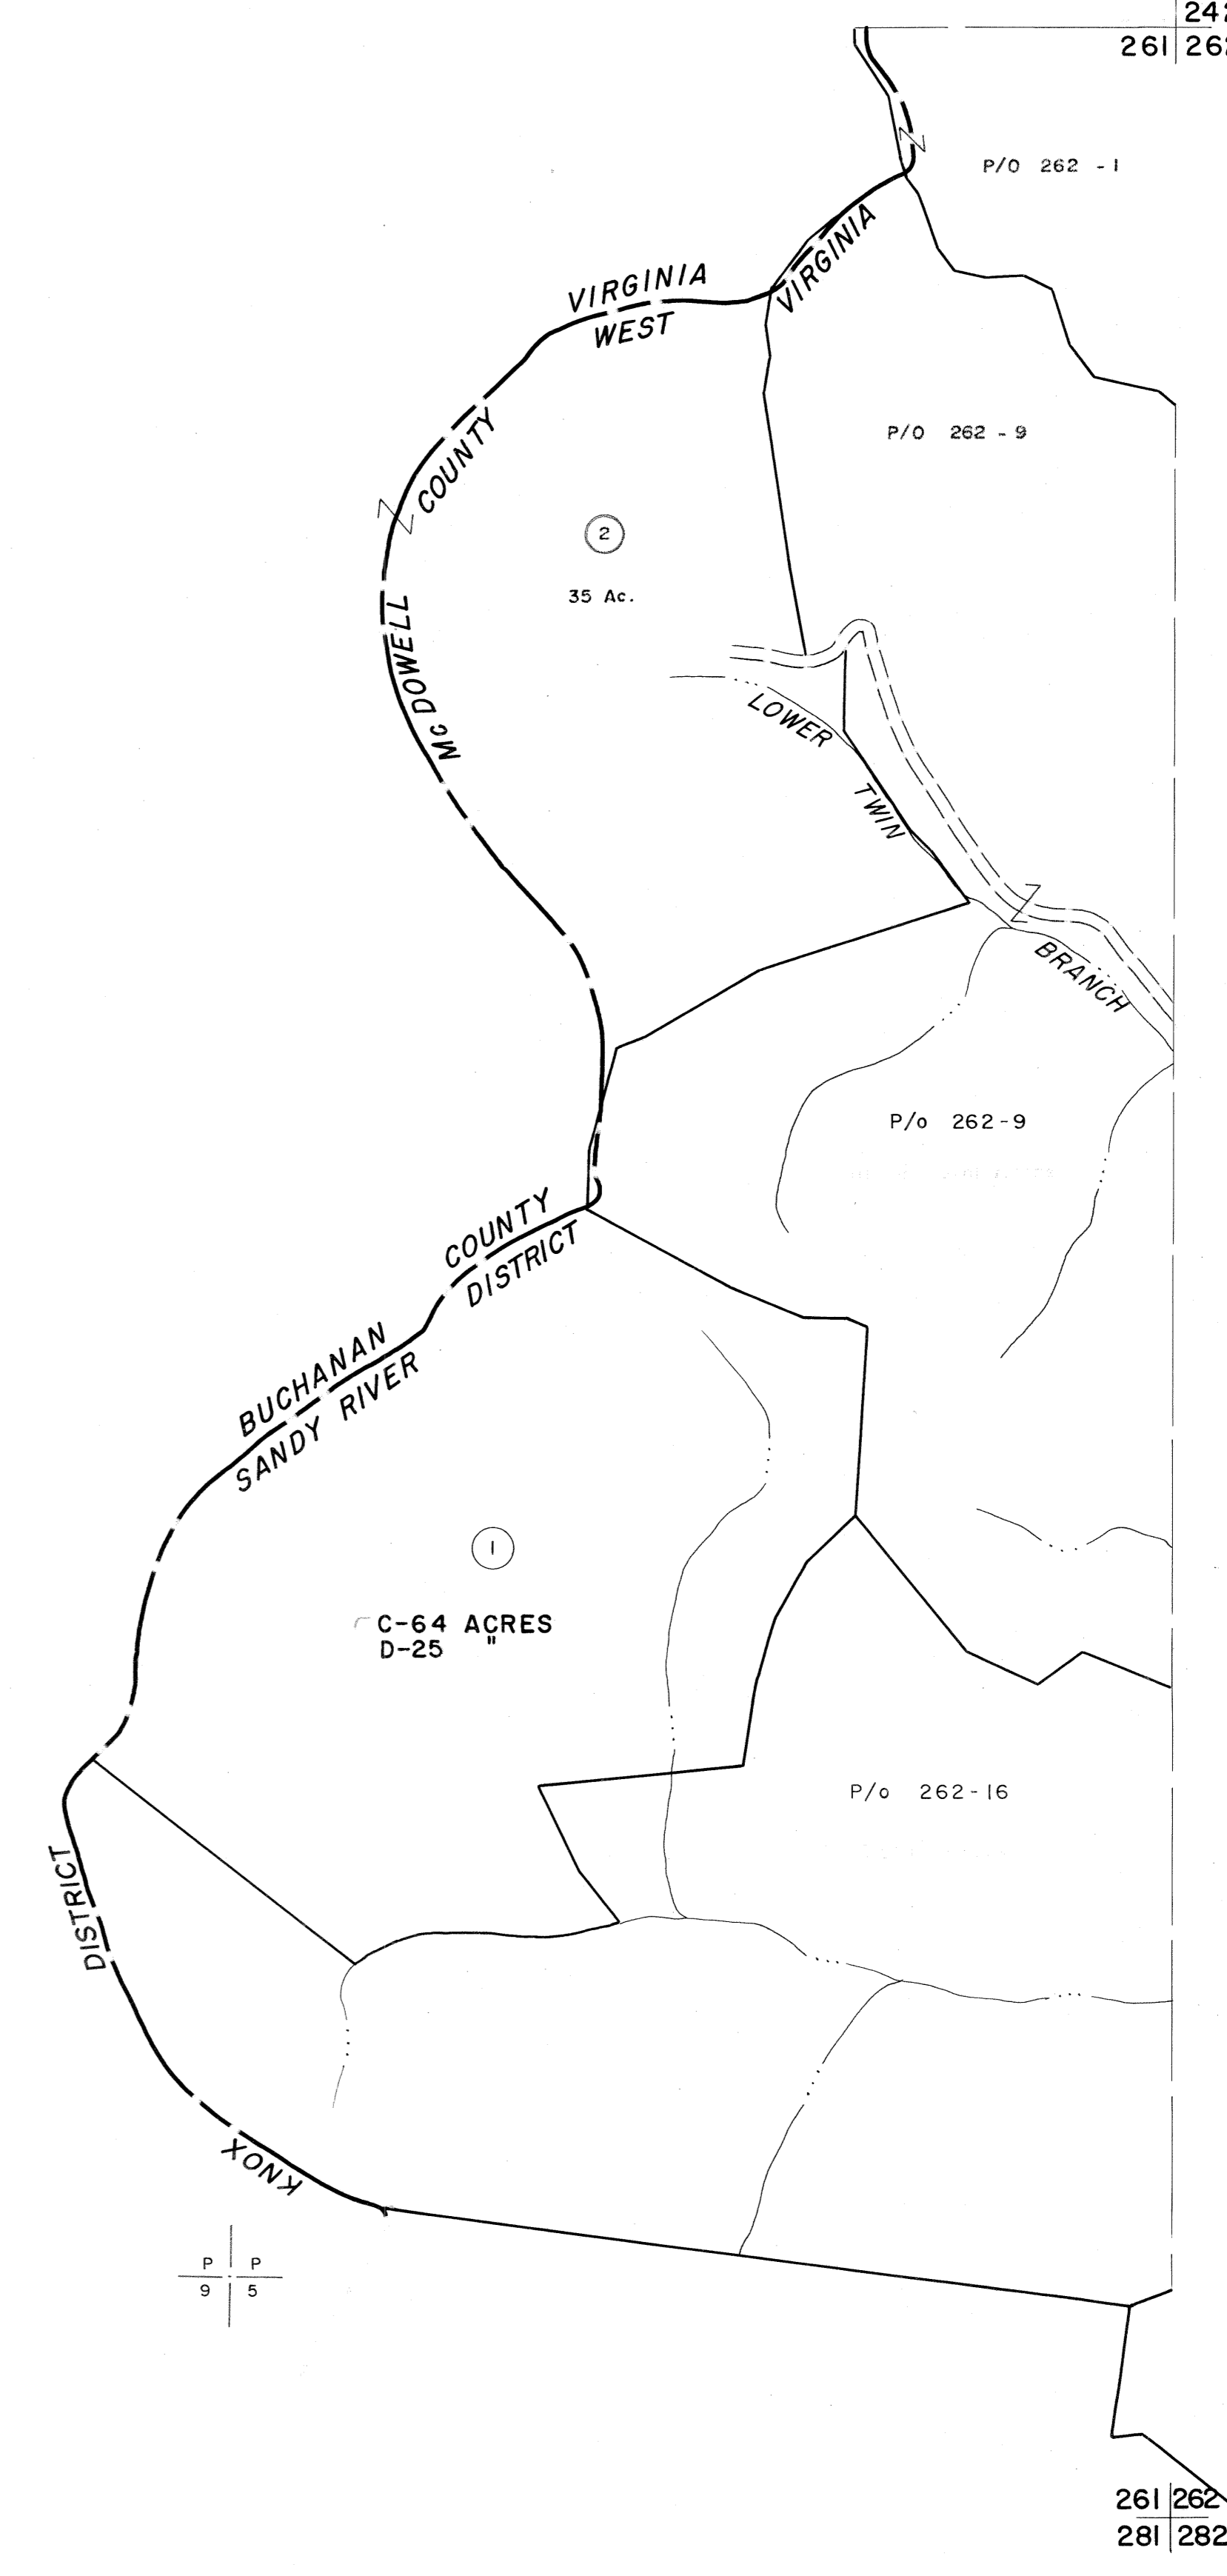 242
261 262
P/O 262 - 1
VIRGINIA
WEST VIRGINIA
COUNTY
P/O 262 - 9
2
35 Ac.
McDOWELL
LOWER
TWIN
BRANCH
P/o 262-9
BUCHANAN COUNTY
SANDY RIVER DISTRICT
1
C-64 ACRES
D-25 "
P/o 262-16
DISTRICT
KNOX
P P
9 5
261 262
281 282